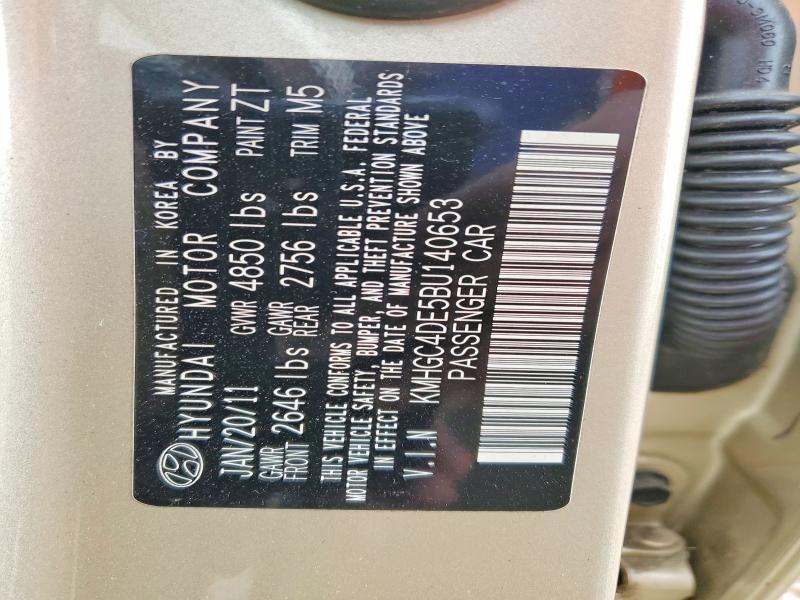 MANUFACTURED IN KOREA BY
HYUNDAI MOTOR COMPANY
JAN/20/11 GVWR 4850 lbs PAINT ZT
GAWR FRONT 2646 lbs GAWR REAR 2756 lbs TRIM M5
THIS VEHICLE CONFORMS TO ALL APPLICABLE U.S.A. FEDERAL
MOTOR VEHICLE SAFETY, BUMPER, AND THEFT PREVENTION STANDARDS
IN EFFECT ON THE DATE OF MANUFACTURE SHOWN ABOVE
V.I.N KMHGC4DE5BU140653
PASSENGER CAR